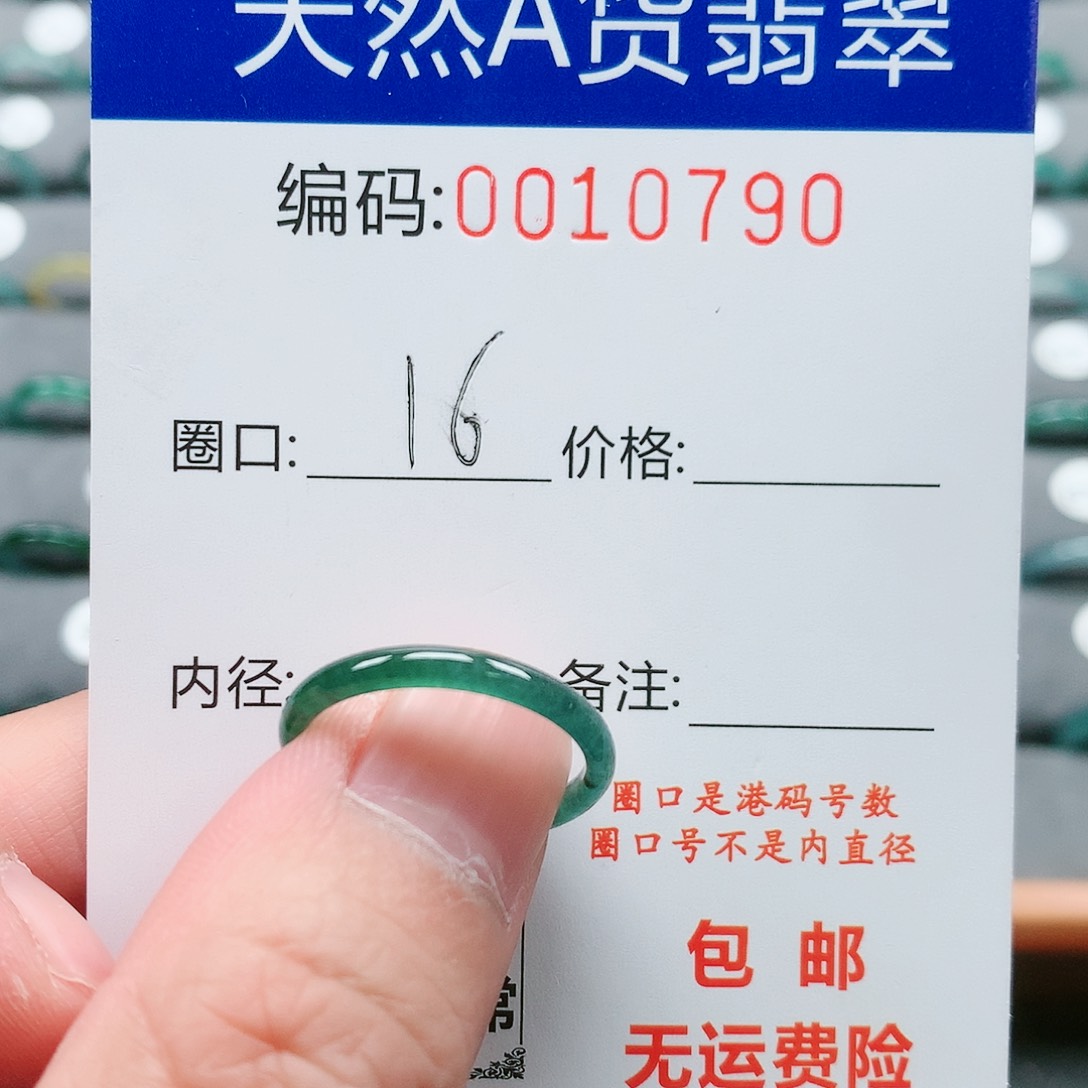 天然A货翡翠
编码:0010790
圈口: 16 价格:
内径: 备注:
圈口是港码号数
圈口号不是内直径
包邮
常
无运费险